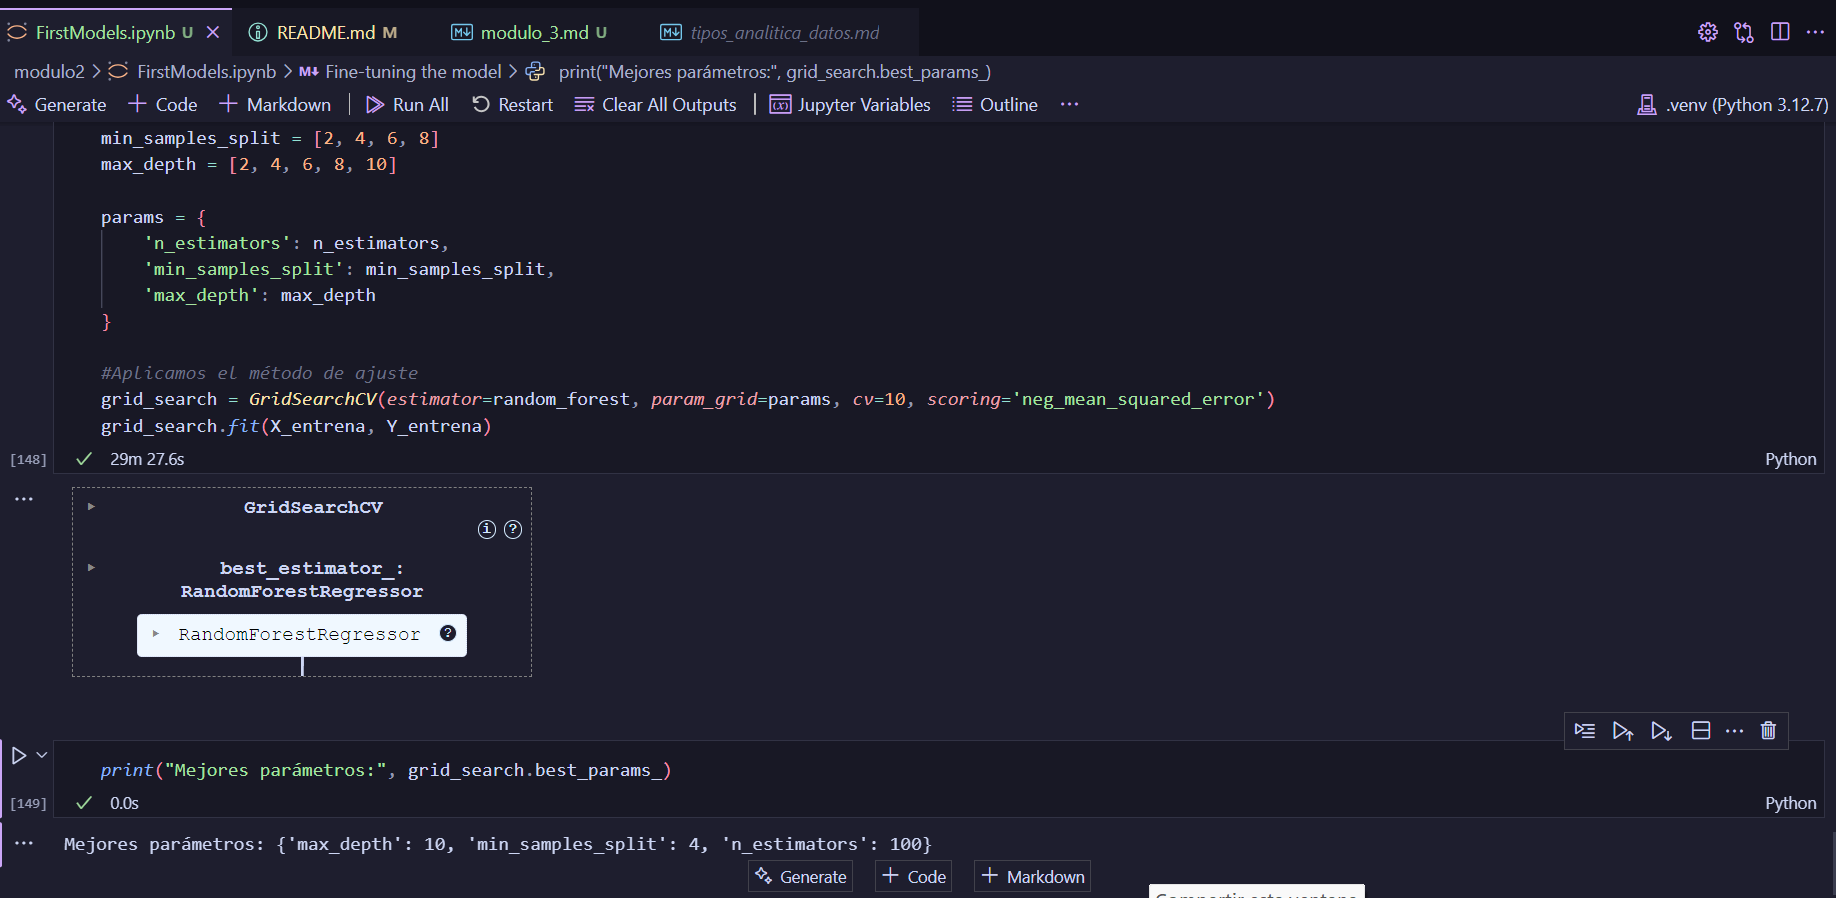 FirstModels.ipynb U
README.md M
modulo_3.md U
tipos_analitica_datos.md
modulo2 > FirstModels.ipynb > M↓ Fine-tuning the model > print("Mejores parámetros:", grid_search.best_params_)
Generate + Code + Markdown | Run All Restart Clear All Outputs | Jupyter Variables Outline ...
.venv (Python 3.12.7)
min_samples_split = [2, 4, 6, 8]
max_depth = [2, 4, 6, 8, 10]
params = {
'n_estimators': n_estimators,
'min_samples_split': min_samples_split,
'max_depth': max_depth
}
#Aplicamos el método de ajuste
grid_search = GridSearchCV(estimator=random_forest, param_grid=params, cv=10, scoring='neg_mean_squared_error')
grid_search.fit(X_entrena, Y_entrena)
[148] 29m 27.6s Python
GridSearchCV
best_estimator_:
RandomForestRegressor
RandomForestRegressor
print("Mejores parámetros:", grid_search.best_params_)
[149] 0.0s Python
Mejores parámetros: {'max_depth': 10, 'min_samples_split': 4, 'n_estimators': 100}
Generate + Code + Markdown